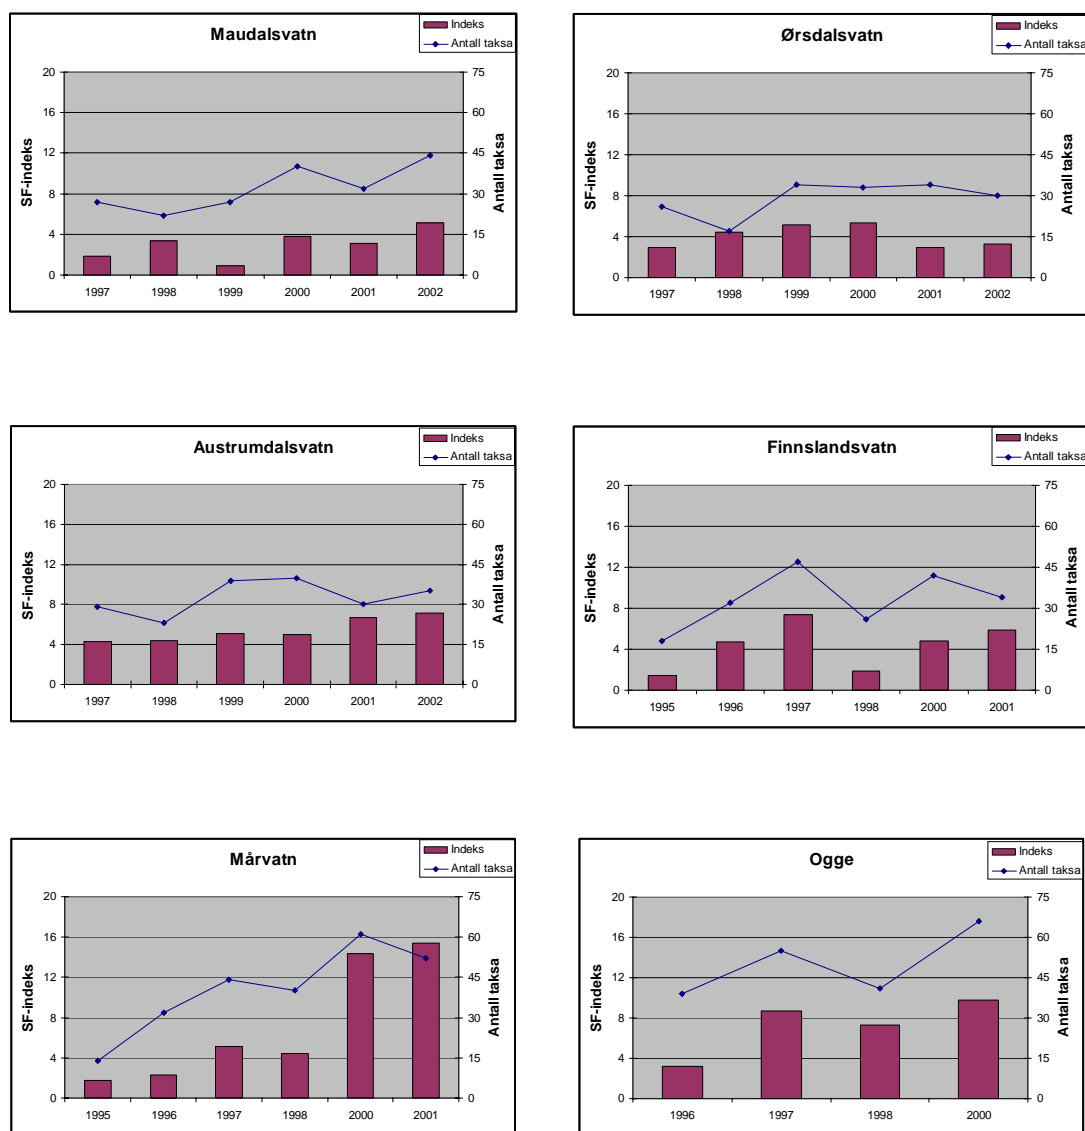 Maudalsvatn
Indeks
Antall taksa
SF-indeks
Antall taksa
20
16
12
8
4
0
75
60
45
30
15
0
1997 1998 1999 2000 2001 2002
Ørsdalsvatn
Indeks
Antall taksa
SF-indeks
Antall taksa
20
16
12
8
4
0
75
60
45
30
15
0
1997 1998 1999 2000 2001 2002
Austrumdalsvatn
Indeks
Antall taksa
SF-indeks
Antall taksa
20
16
12
8
4
0
75
60
45
30
15
0
1997 1998 1999 2000 2001 2002
Finnslandsvatn
Indeks
Antall taksa
SF-indeks
Antall taksa
20
16
12
8
4
0
75
60
45
30
15
0
1995 1996 1997 1998 2000 2001
Mårvatn
Indeks
Antall taksa
SF-indeks
Antall taksa
20
16
12
8
4
0
75
60
45
30
15
0
1995 1996 1997 1998 2000 2001
Ogge
Indeks
Antall taksa
SF-indeks
Antall taksa
20
16
12
8
4
0
75
60
45
30
15
0
1996 1997 1998 2000